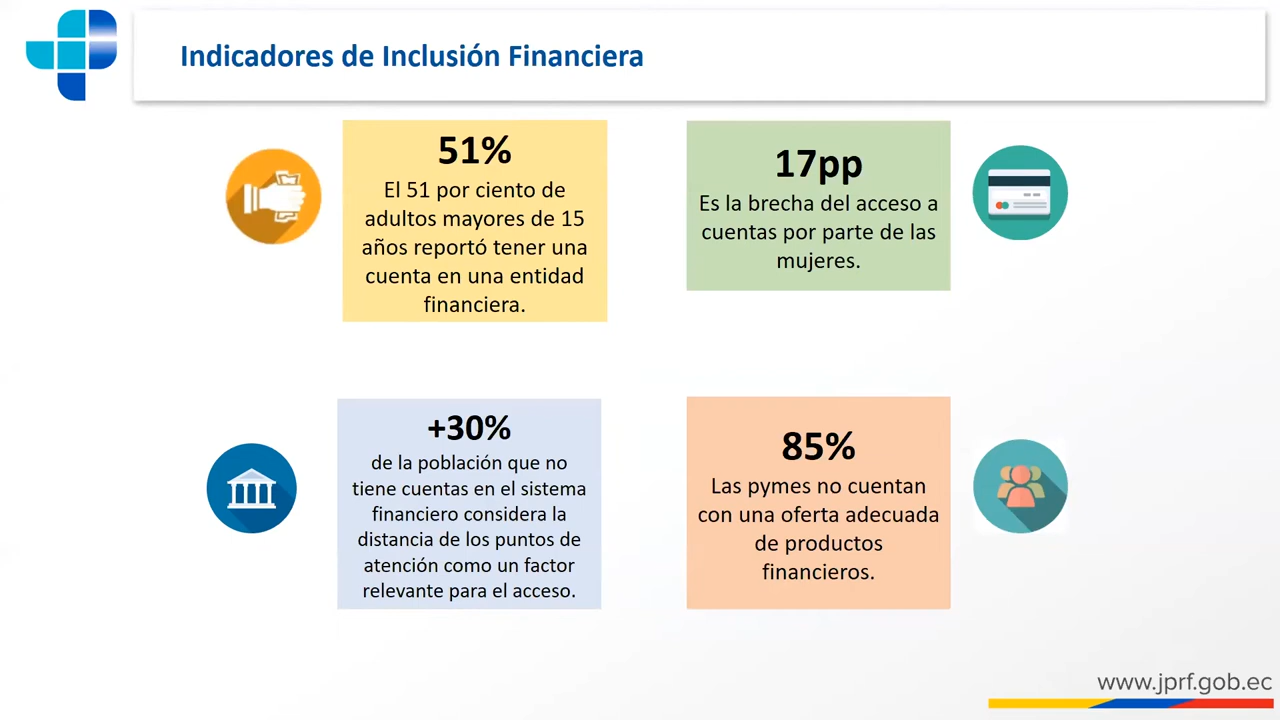 Indicadores de Inclusión Financiera
51%
El 51 por ciento de
adultos mayores de 15
años reportó tener una
cuenta en una entidad
financiera.
17pp
Es la brecha del acceso a
cuentas por parte de las
mujeres.
+30%
de la población que no
tiene cuentas en el sistema
financiero considera la
distancia de los puntos de
atención como un factor
relevante para el acceso.
85%
Las pymes no cuentan
con una oferta adecuada
de productos
financieros.
www.jprf.gob.ec